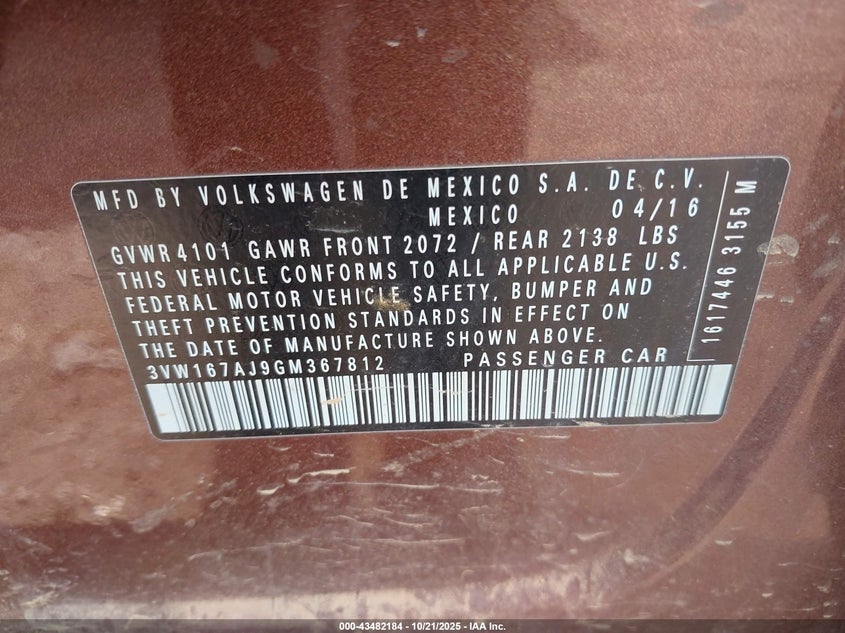 MFD BY VOLKSWAGEN DE MEXICO S.A. DE C.V.
MEXICO 04/16
GVWR 4101 GAWR FRONT 2072 / REAR 2138 LBS
THIS VEHICLE CONFORMS TO ALL APPLICABLE U.S.
FEDERAL MOTOR VEHICLE SAFETY, BUMPER AND
THEFT PREVENTION STANDARDS IN EFFECT ON
THE DATE OF MANUFACTURE SHOWN ABOVE.
3VW167AJ9GM367812 PASSENGER CAR
1617446 3155 M
000-43482184 - 10/21/2025 - IAA Inc.